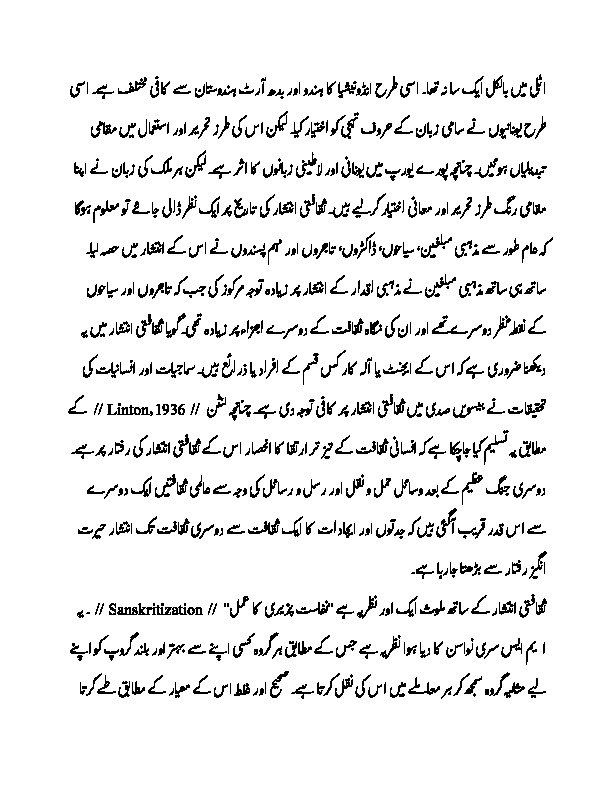 اٹلی میں بالکل ایک سا نہ تھا۔ اسی طرح انڈونیشیا کا ہندو اور بدھ آرٹ ہندوستان سے کافی مختلف ہے۔ اسی
طرح یونانیوں نے سامی زبان کے حروف تہجی کو اختیار کیا۔ لیکن اس کی طرز تحریر اور استعمال میں مقامی
تبدیلیاں ہوئیں۔ چنانچہ پورے یورپ میں یونانی اور لاطینی زبانوں کا اثر ہے۔ لیکن ہر ملک کی زبان نے اپنا
مقامی رنگ طرز تحریر اور معانی اختیار کر لیے ہیں۔ ثقافتی انتشار کی تاریخ پر ایک نظر ڈالی جائے تو معلوم ہوگا
کہ عام طور سے مذہبی مبلغین، سیاحوں، ڈاکٹروں، تاجروں اور مہم پسندوں نے اس کے انتشار میں حصہ لیا۔
ساتھ ہی ساتھ مذہبی مبلغین نے مذہبی اقدار کے انتشار پر زیادہ توجہ مرکوز کی جب کہ تاجروں اور سیاحوں
کے نقطۂ نظر دوسرے تھے اور ان کی نگاہ ثقافت کے دوسرے اجزاء پر زیادہ تھی۔ گویا ثقافتی انتشار میں یہ
دیکھنا ضروری ہے کہ اس کے ایجنٹ یا آلہ کار کس قسم کے افراد یا ذرائع ہیں۔ سماجیات اور انسانیات کی
تحقیقات نے بیسویں صدی میں ثقافتی انتشار پر کافی توجہ دی ہے۔ چنانچہ لنٹن // Linton, 1936 // کے
مطابق یہ تسلیم کیا جاچکا ہے کہ انسانی ثقافت کے تیز تر ارتقا کا انحصار اس کے ثقافتی انتشار کی رفتار پر ہے۔
دوسری جنگ عظیم کے بعد وسائل حمل و نقل اور رسل و رسائل کی وجہ سے عالمی ثقافتیں ایک دوسرے
سے اس قدر قریب آگئی ہیں کہ جدتوں اور ایجادات کا ایک ثقافت سے دوسری ثقافت تک انتشار حیرت
انگیز رفتار سے بڑھتا جارہا ہے۔
ثقافتی انتشار کے ساتھ ملوث ایک اور نظریہ ہے "نفاست پذیری کا عمل" // Sanskritization // ۔ یہ
ایم ایس سری نواسن کا دیا ہوا نظریہ ہے جس کے مطابق ہر گروہ کسی اپنے سے بہتر اور بلند گروپ کو اپنے
لیے مثالیہ گروہ سمجھ کر ہر معاملے میں اس کی نقل کرتا ہے۔ صحیح اور غلط اس کے معیار کے مطابق طے کرتا